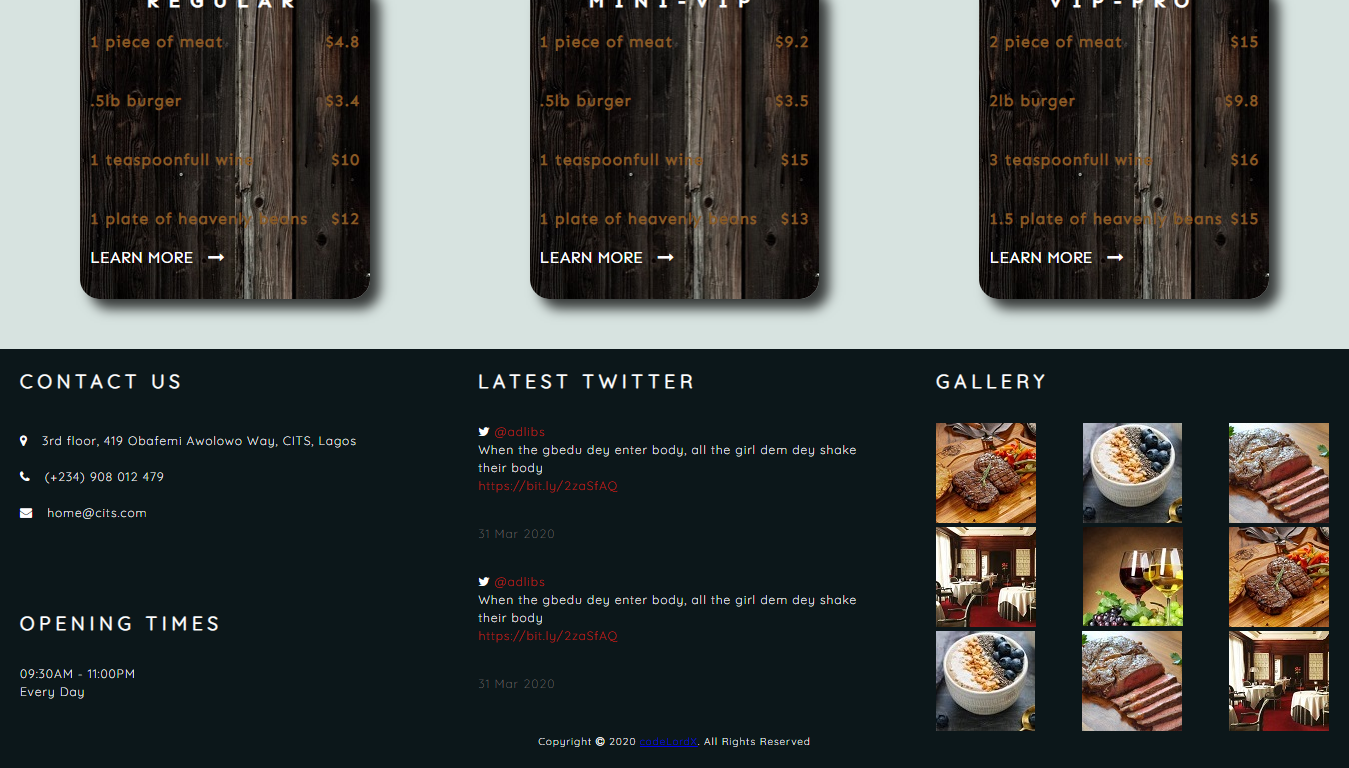 REGULAR
1 piece of meat $4.8
.5lb burger $3.4
1 teaspoonfull wine $10
1 plate of heavenly beans $12
LEARN MORE
MINI-VIP
1 piece of meat $9.2
.5lb burger $3.5
1 teaspoonfull wine $15
1 plate of heavenly beans $13
LEARN MORE
VIP-PRO
2 piece of meat $15
2lb burger $9.8
3 teaspoonfull wine $16
1.5 plate of heavenly beans $15
LEARN MORE
CONTACT US
3rd floor, 419 Obafemi Awolowo Way, CITS, Lagos
(+234) 908 012 479
home@cits.com
OPENING TIMES
09:30AM - 11:00PM
Every Day
LATEST TWITTER
@adlibs
When the gbedu dey enter body, all the girl dem dey shake
their body
https://bit.ly/2zaSfAQ
31 Mar 2020
@adlibs
When the gbedu dey enter body, all the girl dem dey shake
their body
https://bit.ly/2zaSfAQ
31 Mar 2020
GALLERY
Copyright © 2020 codeLordX. All Rights Reserved